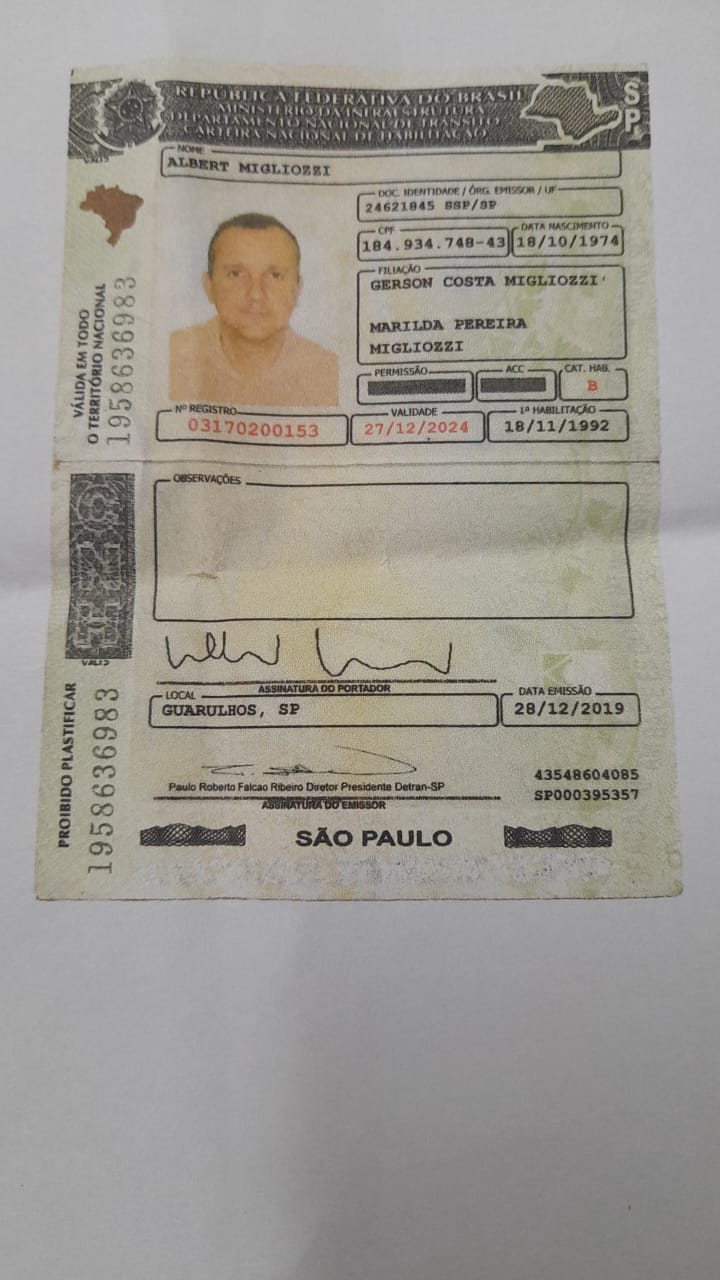 REPÚBLICA FEDERATIVA DO BRASIL
MINISTÉRIO DA INFRAESTRUTURA
DEPARTAMENTO NACIONAL DE TRÂNSITO
CARTEIRA NACIONAL DE HABILITAÇÃO
SP
NOME
ALBERT MIGLIOZZI
DOC. IDENTIDADE / ÓRG. EMISSOR / UF
24621845 SSP/SP
CPF
184.934.748-43
DATA NASCIMENTO
18/10/1974
FILIAÇÃO
GERSON COSTA MIGLIOZZI
MARILDA PEREIRA
MIGLIOZZI
PERMISSÃO
ACC
CAT. HAB.
B
Nº REGISTRO
03170200153
VALIDADE
27/12/2024
1ª HABILITAÇÃO
18/11/1992
VÁLIDA EM TODO
O TERRITÓRIO NACIONAL
1958636983
OBSERVAÇÕES
ASSINATURA DO PORTADOR
LOCAL
GUARULHOS, SP
DATA EMISSÃO
28/12/2019
Paulo Roberto Falcao Ribeiro Diretor Presidente Detran-SP
ASSINATURA DO EMISSOR
43548604085
SP000395357
SÃO PAULO
PROIBIDO PLASTIFICAR
1958636983